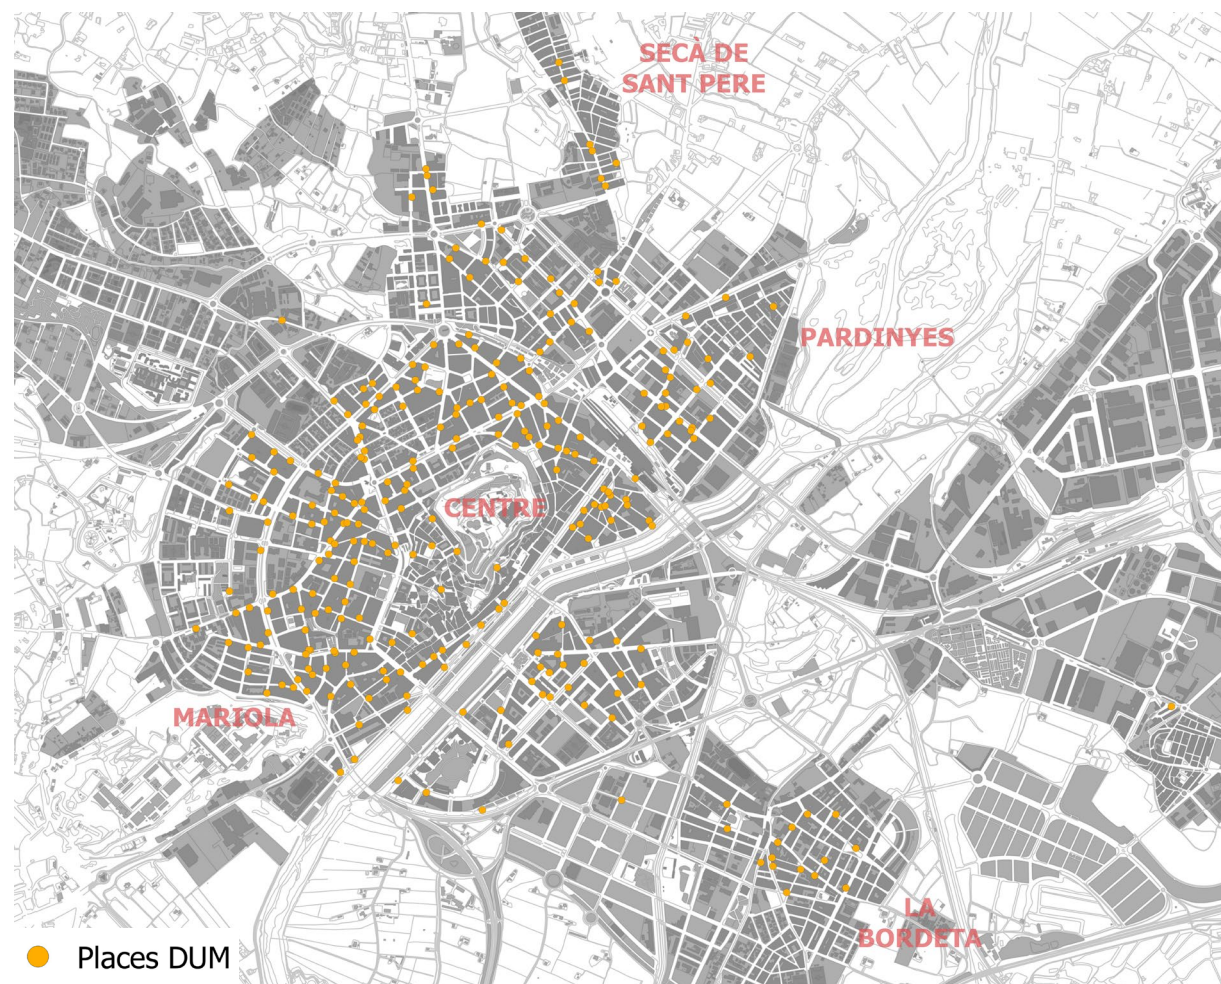 SECÀ DE
SANT PERE
PARDINYES
CENTRE
MARIOLA
LA
BORDETA
Places DUM